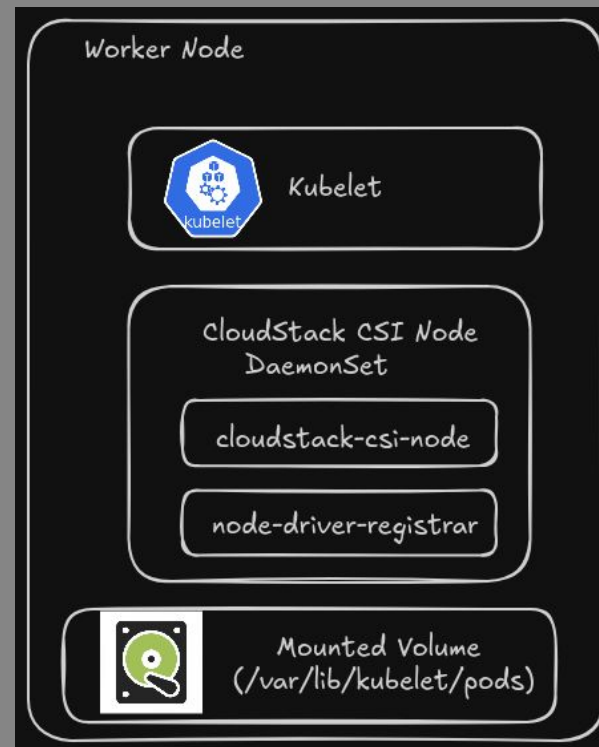 Worker Node
kubelet
Kubelet
CloudStack CSI Node
DaemonSet
cloudstack-csi-node
node-driver-registrar
Mounted Volume
(/var/lib/kubelet/pods)